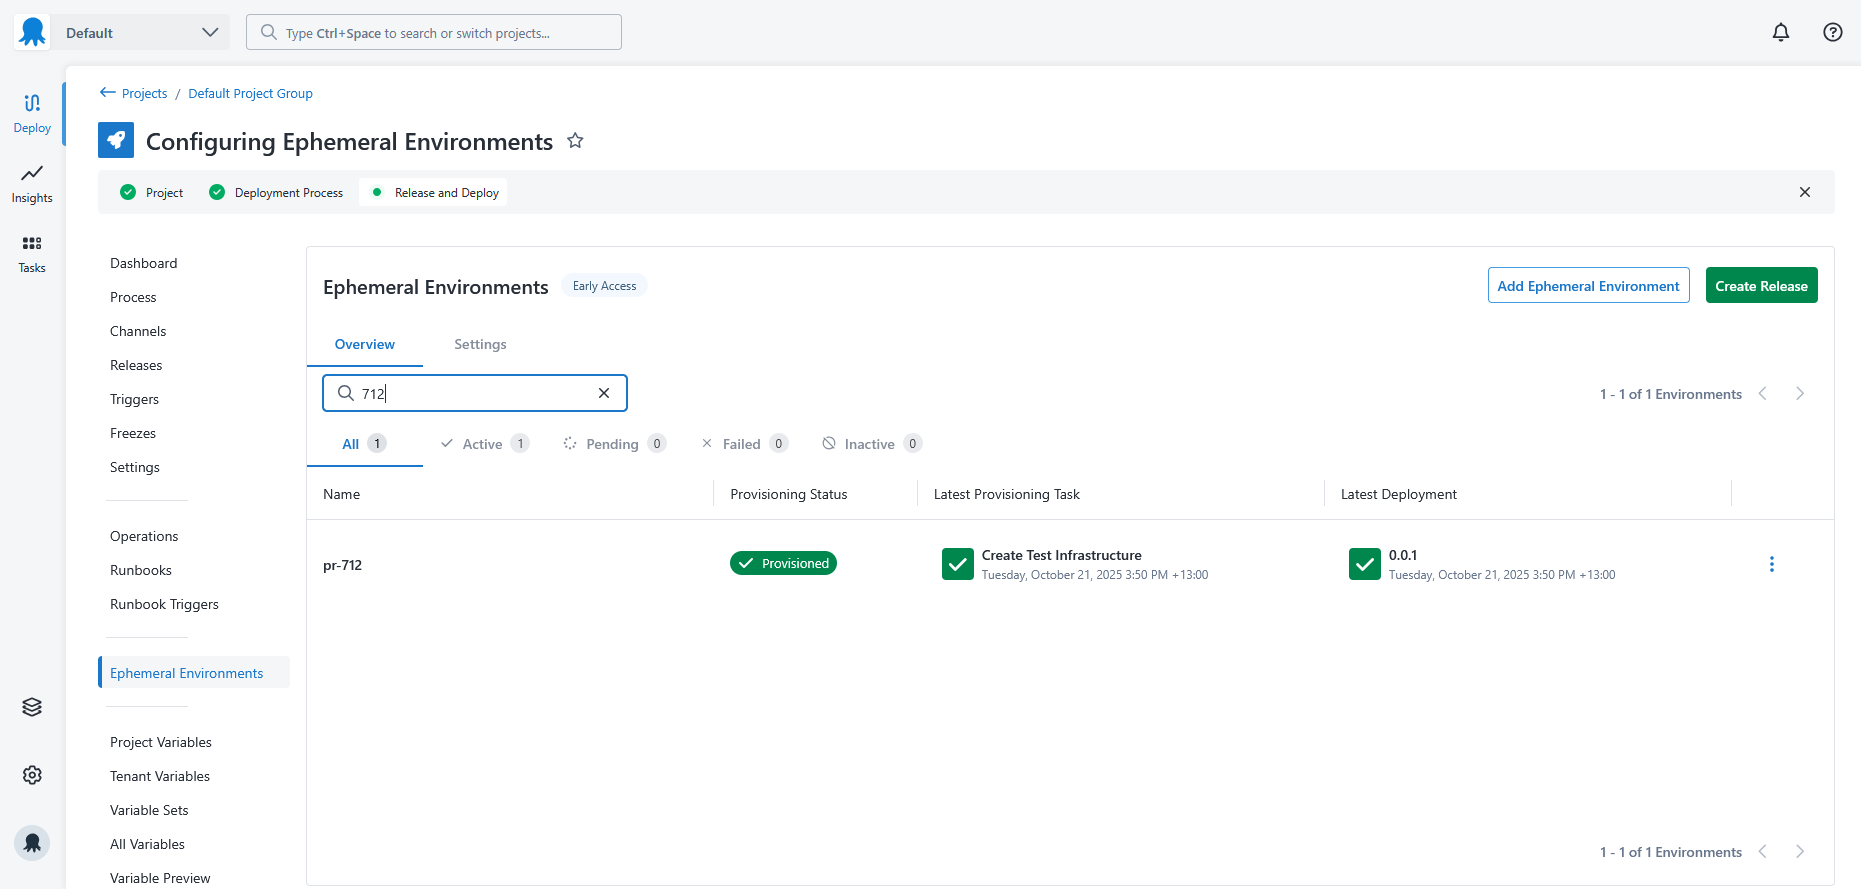 Default
Type Ctrl+Space to search or switch projects...
Deploy
Insights
Tasks
Projects / Default Project Group
Configuring Ephemeral Environments
Project
Deployment Process
Release and Deploy
Dashboard
Process
Channels
Releases
Triggers
Freezes
Settings
Operations
Runbooks
Runbook Triggers
Ephemeral Environments
Project Variables
Tenant Variables
Variable Sets
All Variables
Variable Preview
Ephemeral Environments
Early Access
Add Ephemeral Environment
Create Release
Overview
Settings
712
1 - 1 of 1 Environments
All 1
Active 1
Pending 0
Failed 0
Inactive 0
Name
Provisioning Status
Latest Provisioning Task
Latest Deployment
pr-712
Provisioned
Create Test Infrastructure
Tuesday, October 21, 2025 3:50 PM +13:00
0.0.1
Tuesday, October 21, 2025 3:50 PM +13:00
1 - 1 of 1 Environments